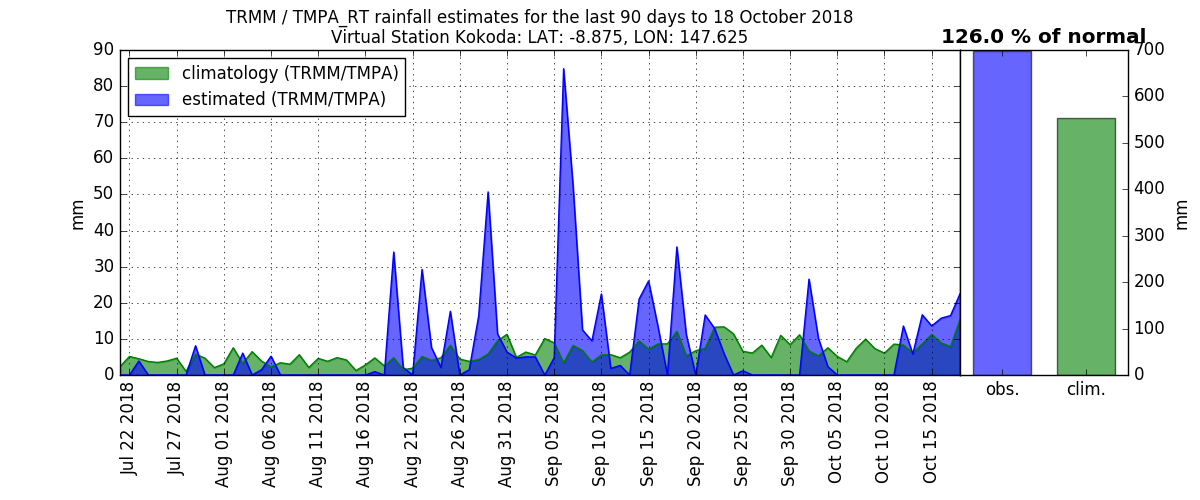 TRMM / TMPA_RT rainfall estimates for the last 90 days to 18 October 2018
Virtual Station Kokoda: LAT: -8.875, LON: 147.625
126.0 % of normal
climatology (TRMM/TMPA)
estimated (TRMM/TMPA)
90
80
70
60
50
40
30
20
10
0
mm
700
600
500
400
300
200
100
0
mm
obs.
clim.
Jul 22 2018
Jul 27 2018
Aug 01 2018
Aug 06 2018
Aug 11 2018
Aug 16 2018
Aug 21 2018
Aug 26 2018
Aug 31 2018
Sep 05 2018
Sep 10 2018
Sep 15 2018
Sep 20 2018
Sep 25 2018
Sep 30 2018
Oct 05 2018
Oct 10 2018
Oct 15 2018